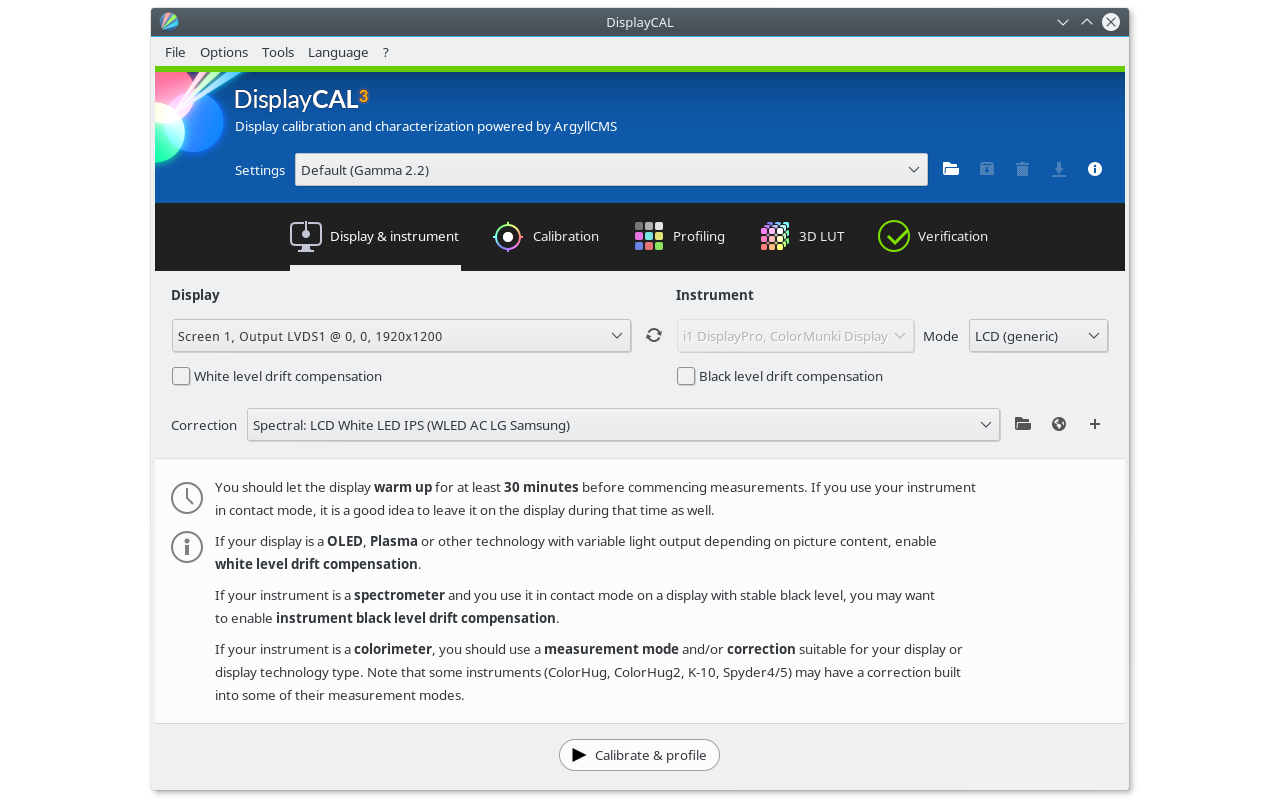 DisplayCAL
File Options Tools Language ?
DisplayCAL3
Display calibration and characterization powered by ArgyllCMS
Settings Default (Gamma 2.2)
Display & instrument Calibration Profiling 3D LUT Verification
Display Instrument
Screen 1, Output LVDS1 @ 0, 0, 1920x1200 i1 DisplayPro, ColorMunki Display Mode LCD (generic)
White level drift compensation Black level drift compensation
Correction Spectral: LCD White LED IPS (WLED AC LG Samsung)
You should let the display warm up for at least 30 minutes before commencing measurements. If you use your instrument
in contact mode, it is a good idea to leave it on the display during that time as well.
If your display is a OLED, Plasma or other technology with variable light output depending on picture content, enable
white level drift compensation.
If your instrument is a spectrometer and you use it in contact mode on a display with stable black level, you may want
to enable instrument black level drift compensation.
If your instrument is a colorimeter, you should use a measurement mode and/or correction suitable for your display or
display technology type. Note that some instruments (ColorHug, ColorHug2, K-10, Spyder4/5) may have a correction built
into some of their measurement modes.
Calibrate & profile